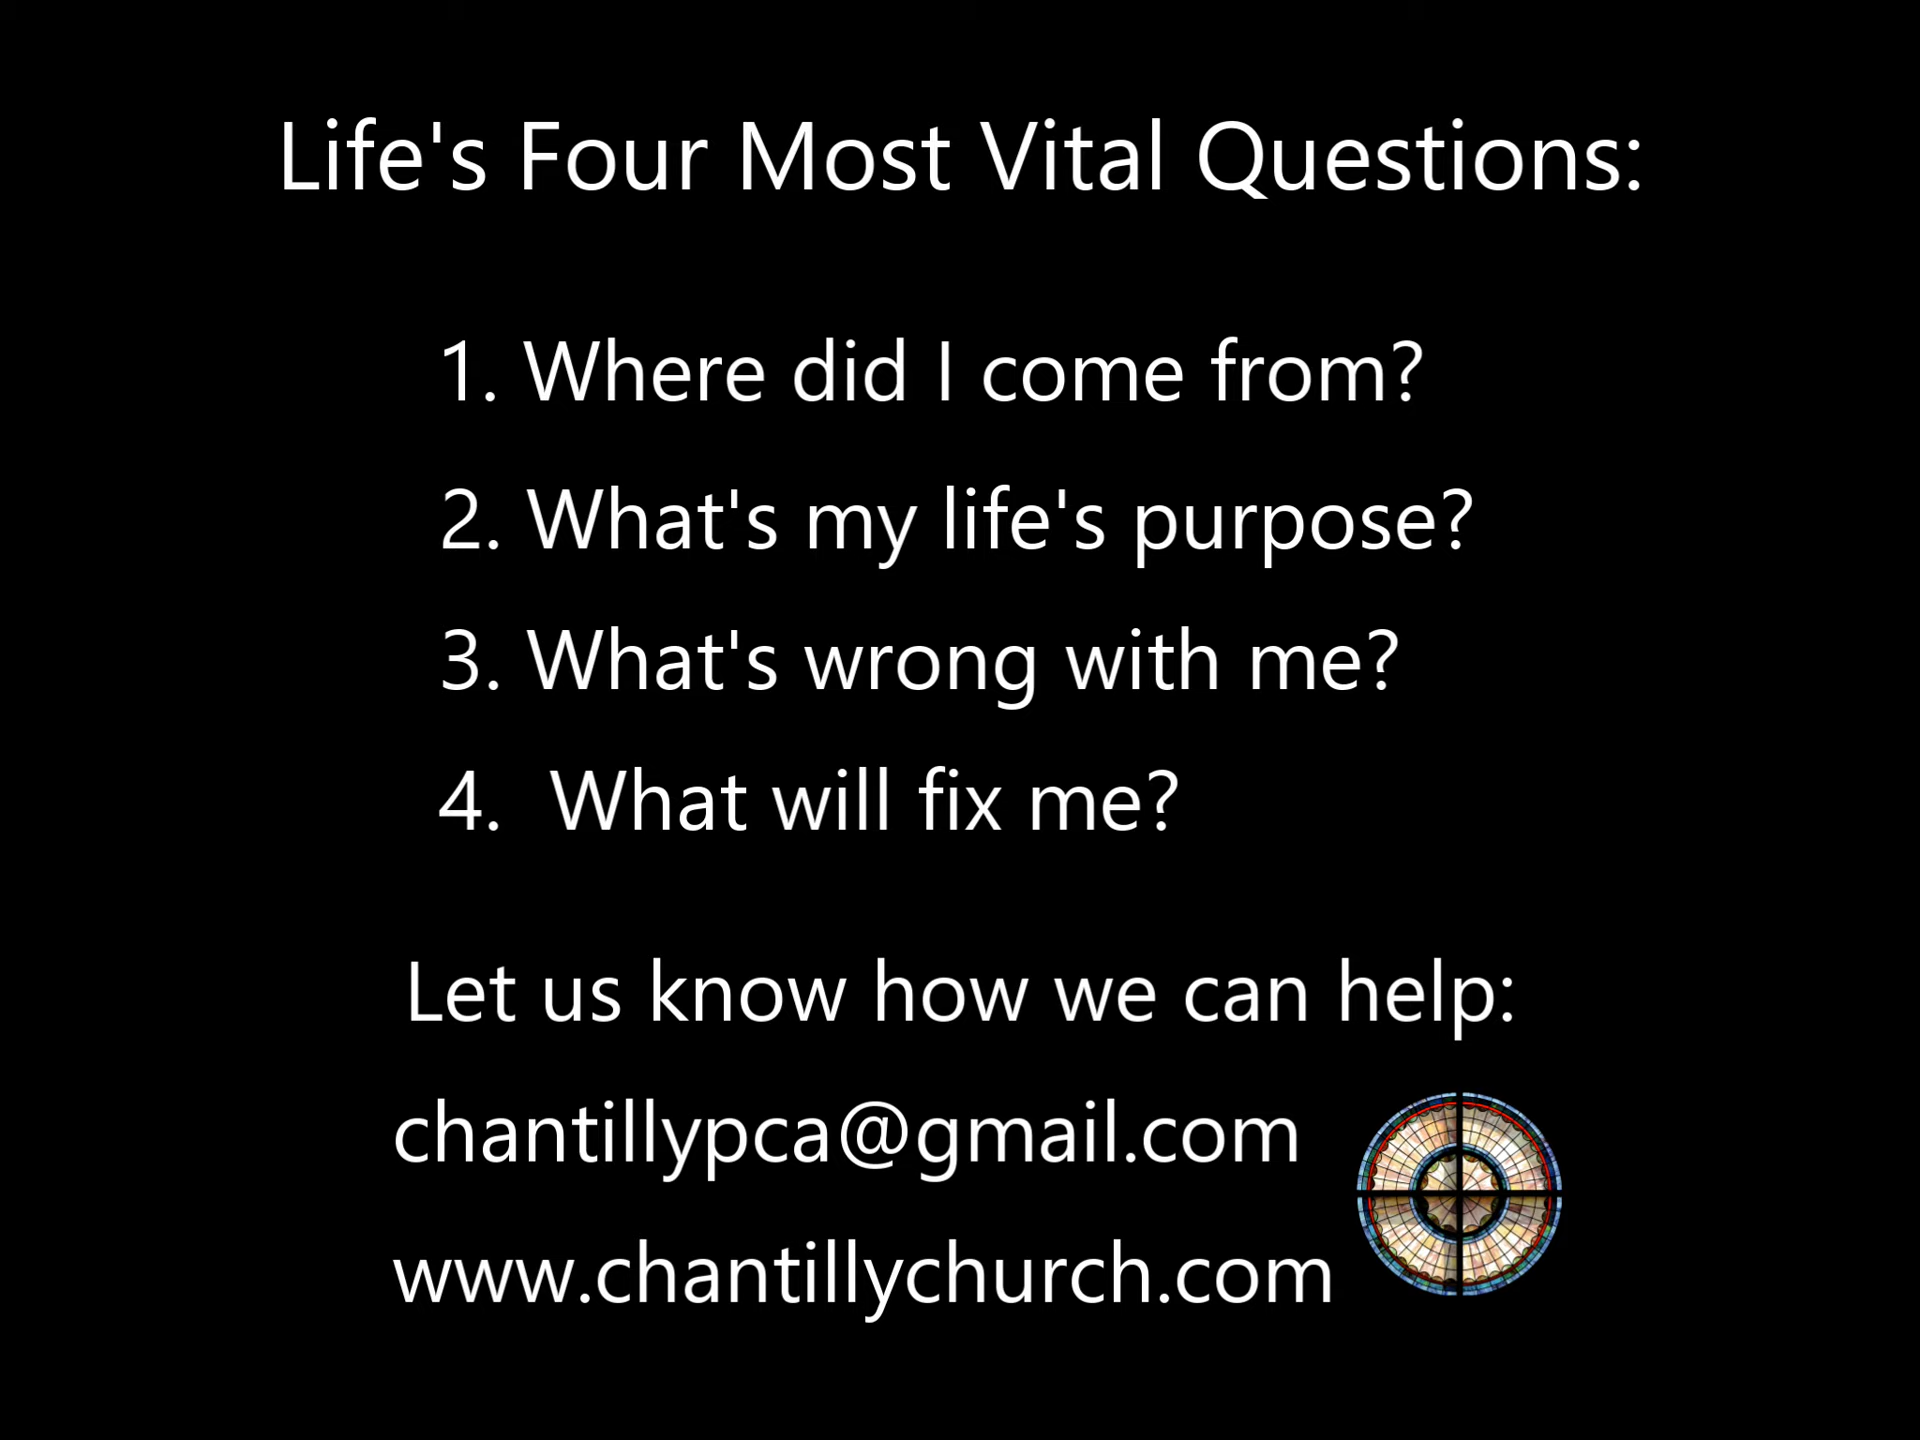 Life's Four Most Vital Questions:
1. Where did I come from?
2. What's my life's purpose?
3. What's wrong with me?
4. What will fix me?
Let us know how we can help:
chantillypca@gmail.com
www.chantillychurch.com